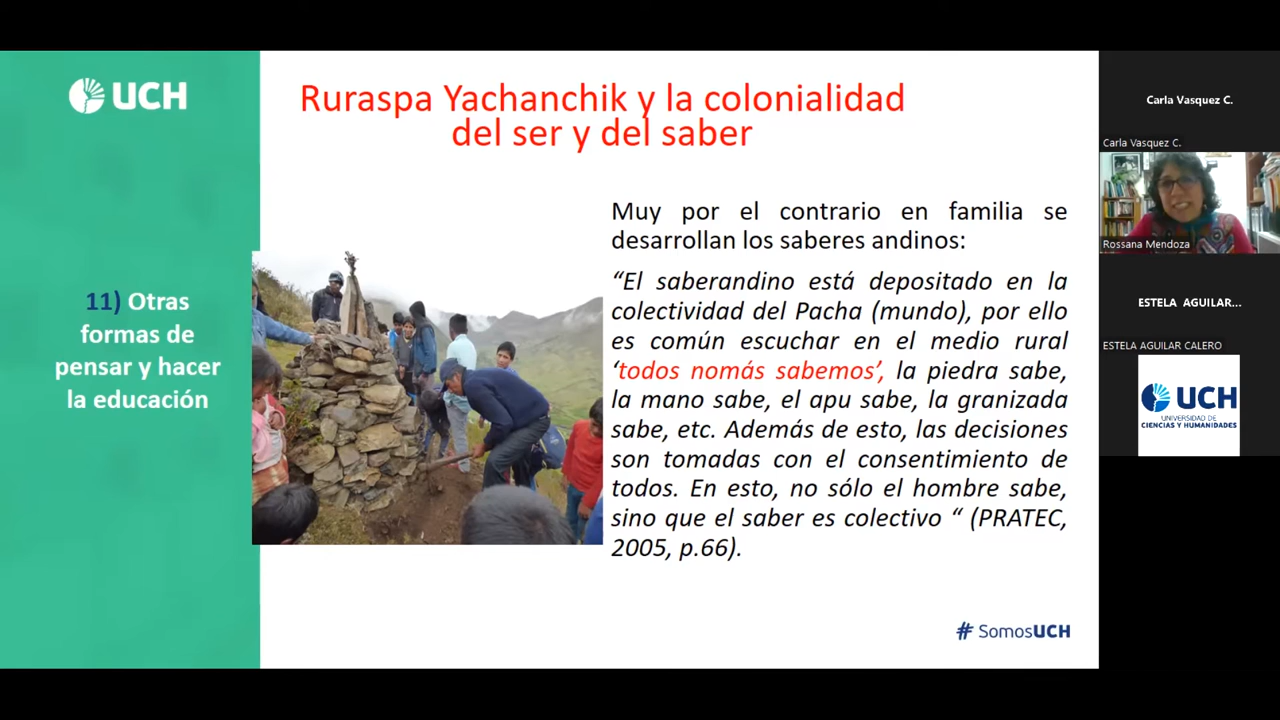 UCH
11) Otras
formas de
pensar y hacer
la educación
Ruraspa Yachanchik y la colonialidad
del ser y del saber
Muy por el contrario en familia se
desarrollan los saberes andinos:
“El saberandino está depositado en la
colectividad del Pacha (mundo), por ello
es común escuchar en el medio rural
‘todos nomás sabemos’, la piedra sabe,
la mano sabe, el apu sabe, la granizada
sabe, etc. Además de esto, las decisiones
son tomadas con el consentimiento de
todos. En esto, no sólo el hombre sabe,
sino que el saber es colectivo “ (PRATEC,
2005, p.66).
# SomosUCH
Carla Vasquez C.
Carla Vasquez C.
Rossana Mendoza
ESTELA AGUILAR...
ESTELA AGUILAR CALERO
UCH
UNIVERSIDAD DE
CIENCIAS Y HUMANIDADES